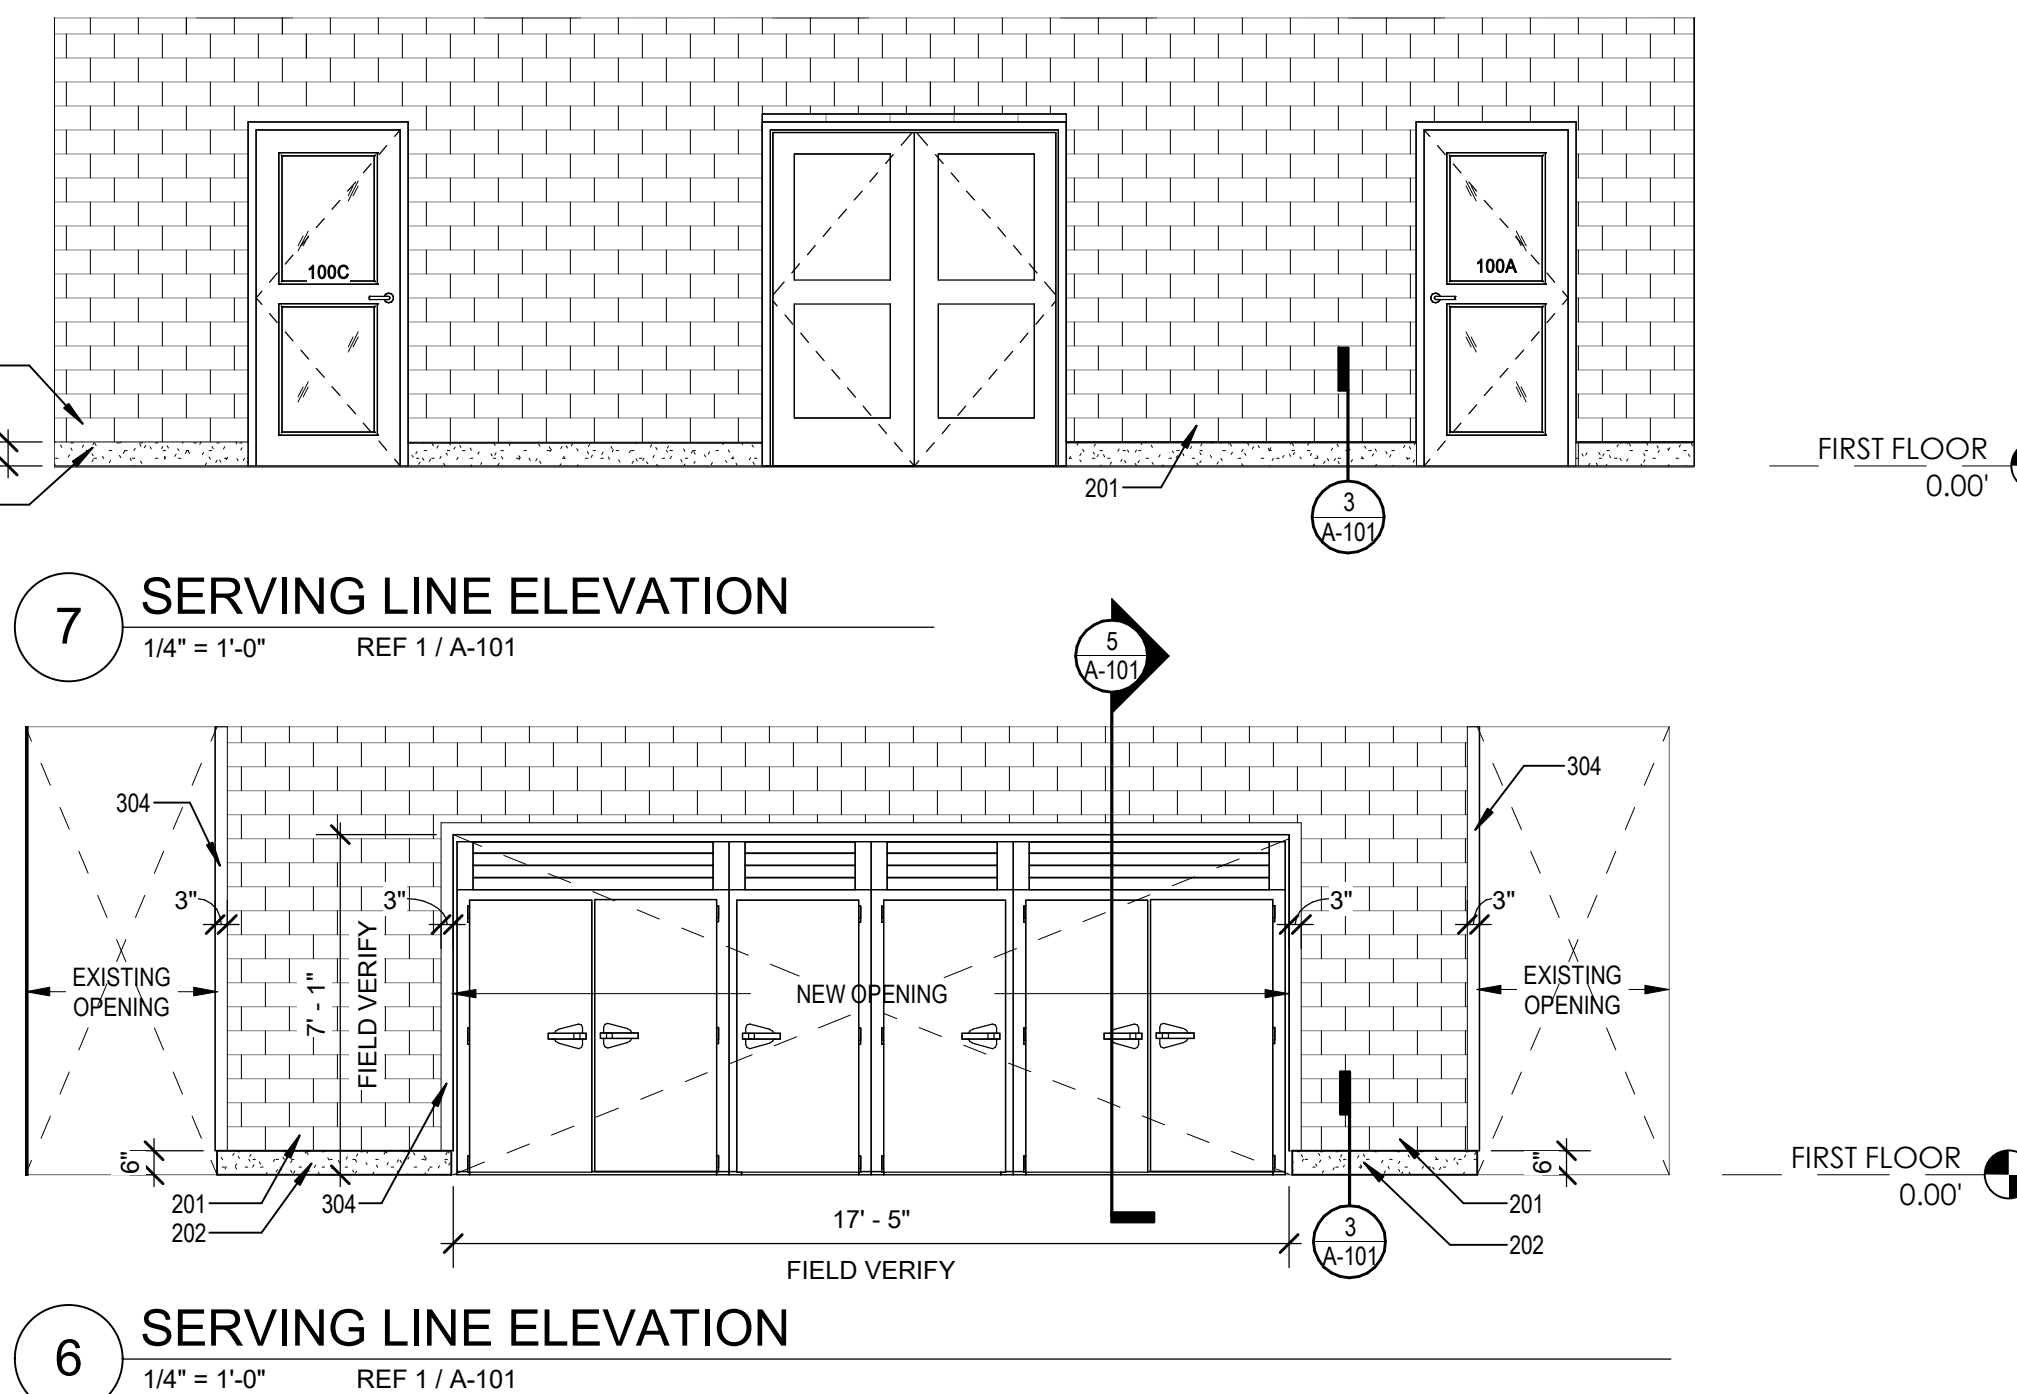 100C
100A
201
3
A-101
FIRST FLOOR
0.00'
7
SERVING LINE ELEVATION
1/4" = 1'-0" REF 1 / A-101
5
A-101
304
304
3"
3"
3"
3"
7' - 1"
FIELD VERIFY
EXISTING
OPENING
NEW OPENING
EXISTING
OPENING
6"
6"
FIRST FLOOR
0.00'
201
202
304
17' - 5"
FIELD VERIFY
3
A-101
201
202
6
SERVING LINE ELEVATION
1/4" = 1'-0" REF 1 / A-101